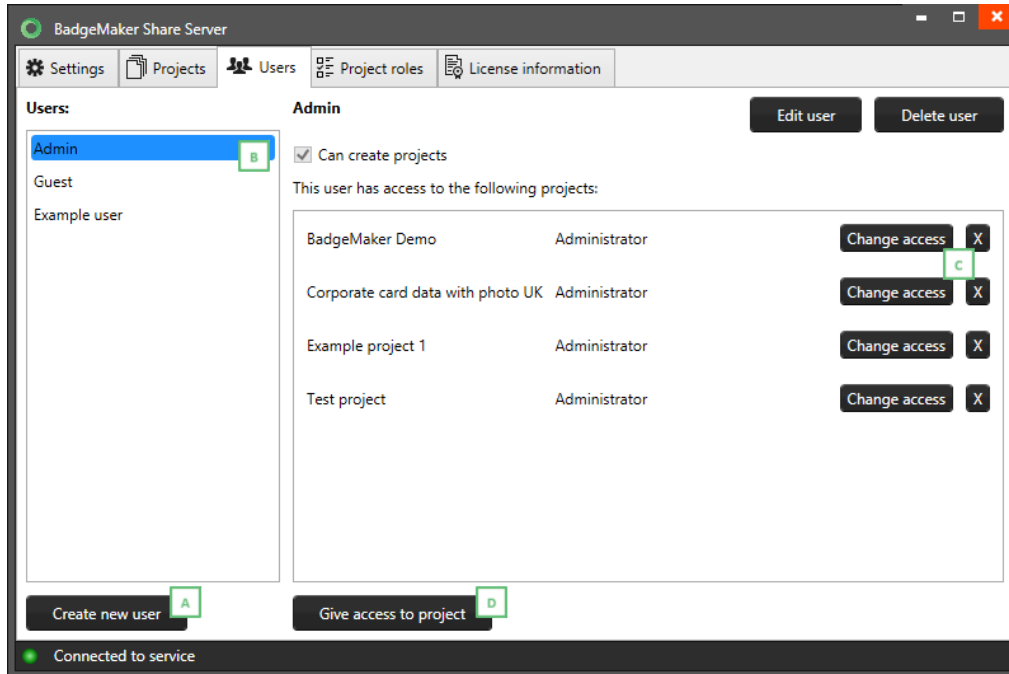 BadgeMaker Share Server
Settings Projects Users Project roles License information
Users:
Admin
Guest
Example user
Create new user
A
B
Admin
Edit user
Delete user
Can create projects
This user has access to the following projects:
BadgeMaker Demo Administrator Change access X
C
Corporate card data with photo UK Administrator Change access X
Example project 1 Administrator Change access X
Test project Administrator Change access X
Give access to project
D
Connected to service